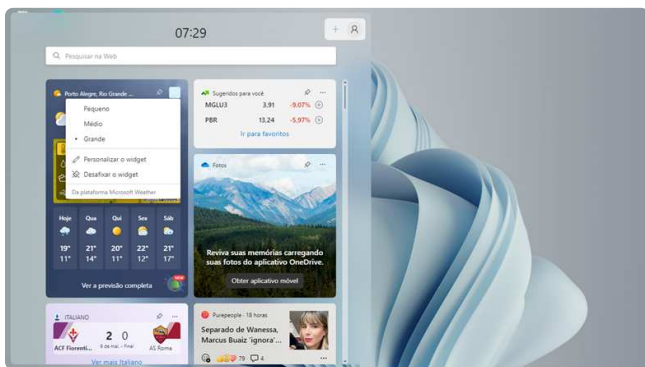 07:29
Pesquisar na Web
Porto Alegre, Rio Grande ...
Pequeno
Médio
Grande
Personalizar o widget
Desafixar o widget
Da plataforma Microsoft Weather
Hoje Qua Qui Sex Sáb
19° 21° 20° 22° 21°
11° 14° 11° 12° 17°
Ver a previsão completa
NEW
Sugeridos para você
MGLU3 3.91 -9,07%
PBR 13,24 -5,97%
Ir para favoritos
Fotos
Reviva suas memórias carregando
suas fotos do aplicativo OneDrive.
Obter aplicativo móvel
ITALIANO
2 0
ACF Fiorenti... 9 de mai. - Final AS Roma
Ver mais Italiano
Purepeople · 18 horas
Separado de Wanessa,
Marcus Buaiz 'ignora'...
79 4